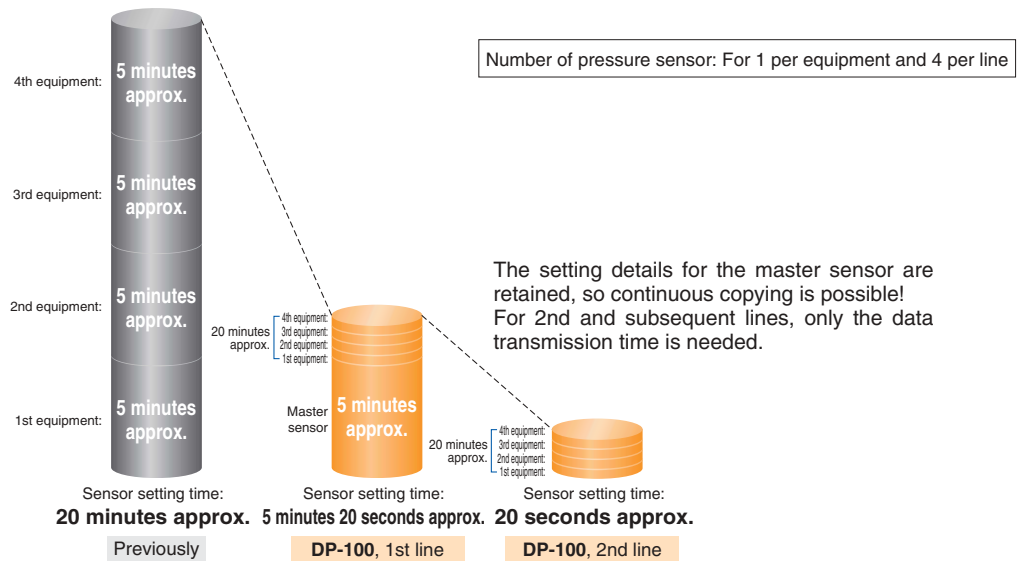 Number of pressure sensor: For 1 per equipment and 4 per line
4th equipment:
5 minutes
approx.
3rd equipment:
5 minutes
approx.
2nd equipment:
5 minutes
approx.
1st equipment:
5 minutes
approx.
Sensor setting time:
20 minutes approx.
Previously
20 minutes
approx.
4th equipment:
3rd equipment:
2nd equipment:
1st equipment:
Master
sensor
5 minutes
approx.
Sensor setting time:
5 minutes 20 seconds approx.
DP-100, 1st line
The setting details for the master sensor are
retained, so continuous copying is possible!
For 2nd and subsequent lines, only the data
transmission time is needed.
20 minutes
approx.
4th equipment:
3rd equipment:
2nd equipment:
1st equipment:
Sensor setting time:
20 seconds approx.
DP-100, 2nd line